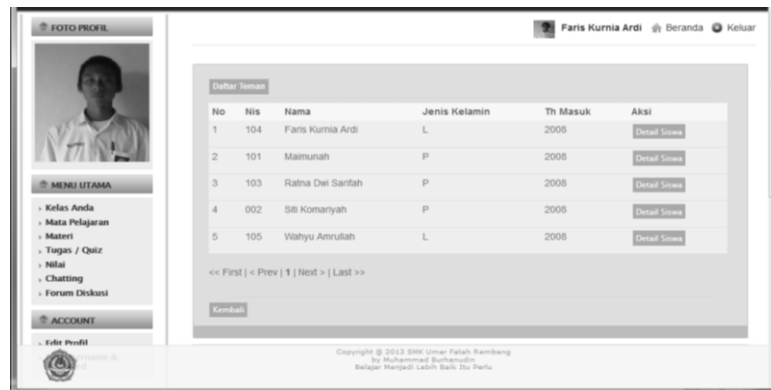 FOTO PROFIL
Faris Kurnia Ardi Beranda Keluar
Daftar Teman
No Nis Nama Jenis Kelamin Th Masuk Aksi
1 104 Faris Kurnia Ardi L 2008 Detail Siswa
2 101 Maimunah P 2008 Detail Siswa
3 103 Ratna Dwi Sarifah P 2008 Detail Siswa
4 002 Siti Komariyah P 2008 Detail Siswa
5 105 Wahyu Amrullah L 2008 Detail Siswa
<< First | < Prev | 1 | Next > | Last >>
Kembali
MENU UTAMA
Kelas Anda
Mata Pelajaran
Materi
Tugas / Quiz
Nilai
Chatting
Forum Diskusi
ACCOUNT
Edit Profil
Copyright @ 2013 SMK Umar Fatah Rembang
by Muhammad Burhanudin
Belajar Menjadi Lebih Baik Itu Perlu